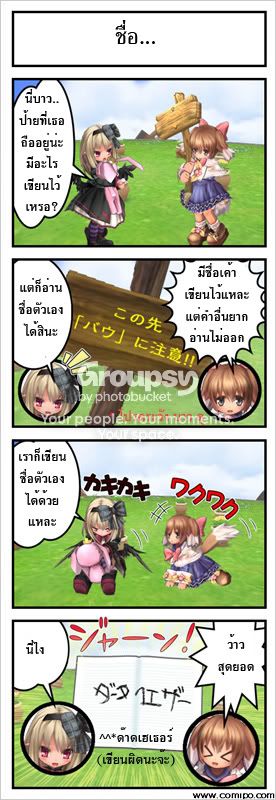 ชื่อ...
นี่บาว..
ป้ายที่เธอ
ถืออยู่น่ะ
มีอะไร
เขียนไว้
เหรอ?
แต่ก็อ่าน
ชื่อตัวเอง
ได้สินะ
มีชื่อเค้า
เขียนไว้แหละ
แต่คำอื่นยาก
อ่านไม่ออก
この先
「バウ」に注意!!
Groupsy
by photobucket
Your people. Your moments.
Your space.
เราก็เขียน
ชื่อตัวเอง
ได้ด้วย
แหละ
カキカキ
ワクワク
นี่ไง
ジャーン!
ว้าว
สุดยอด
ダータ エエザー
^^*ด๊าดเฮเธอร์
(เขียนผิดนะจ๊ะ)
www.comipo.com